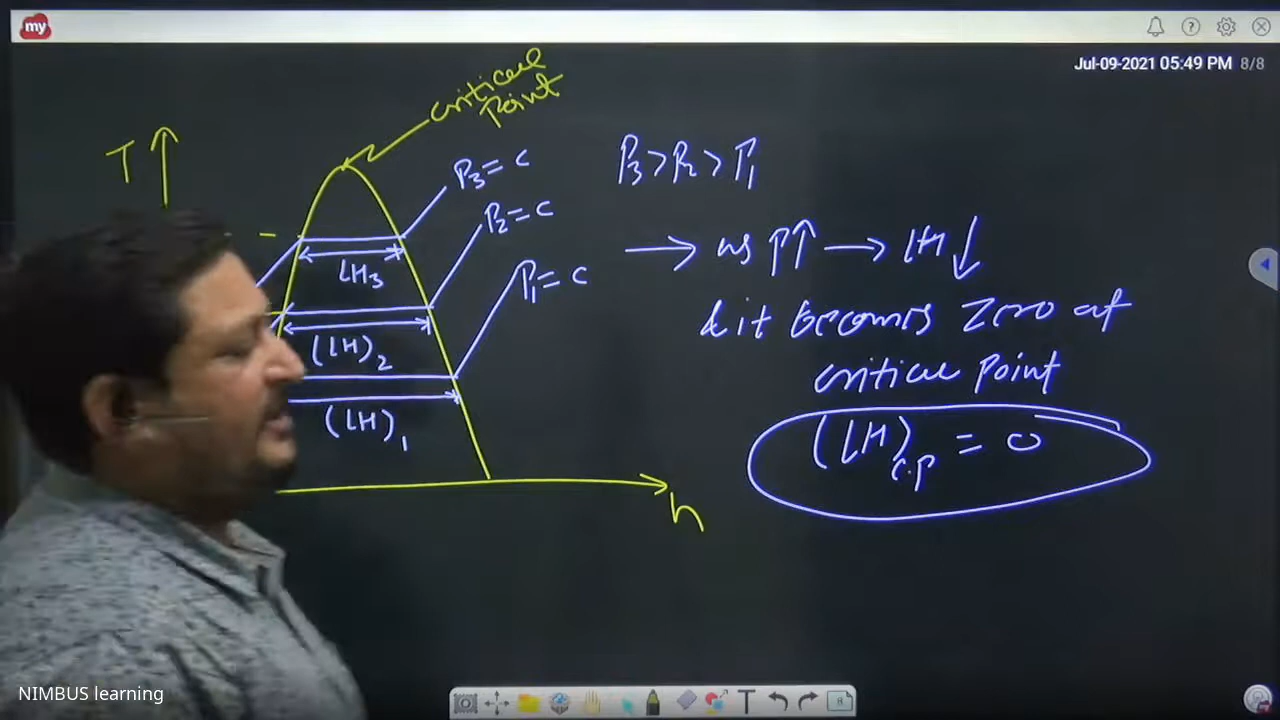 my
Jul-09-2021 05:49 PM 8/8
critical
Point
T
P3 = c
P3 > P2 > P1
P2 = c
→ as P↑ → LH ↓
LH3
P1 = c
& it becomes zero at
(LH)2
critical point
(LH)1
(LH)c.p = 0
h
T
8
NIMBUS learning